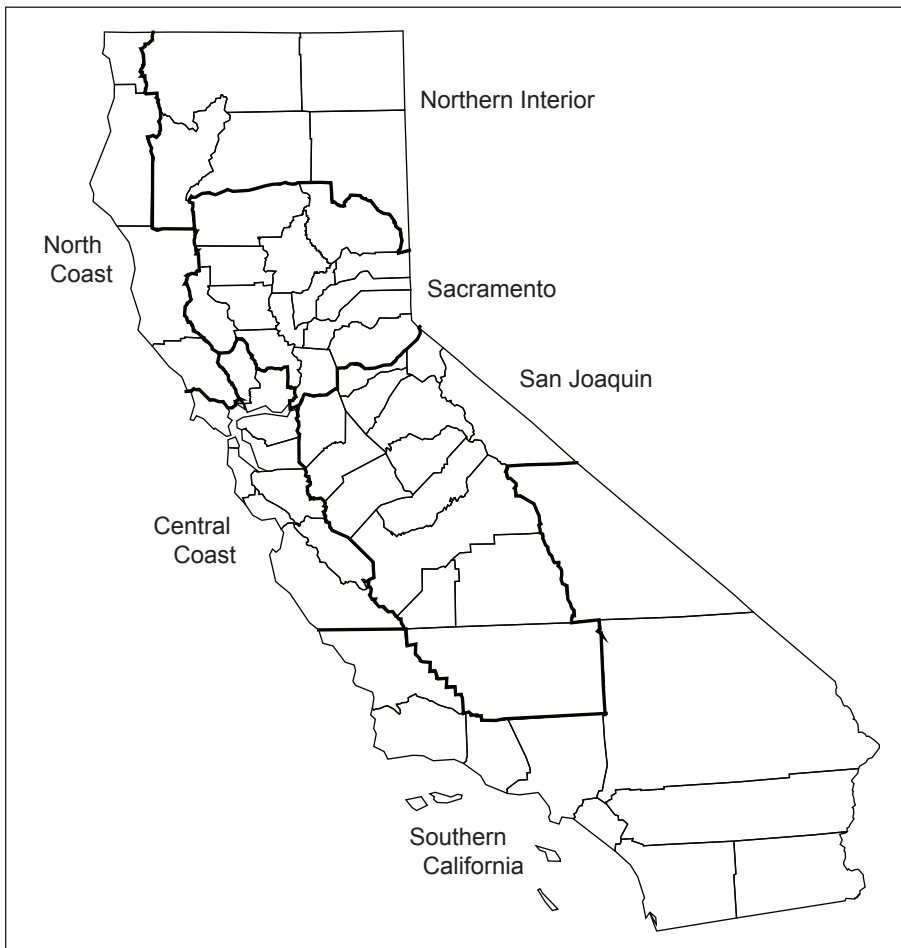 Northern Interior
North
Coast
Sacramento
San Joaquin
Central
Coast
Southern
California